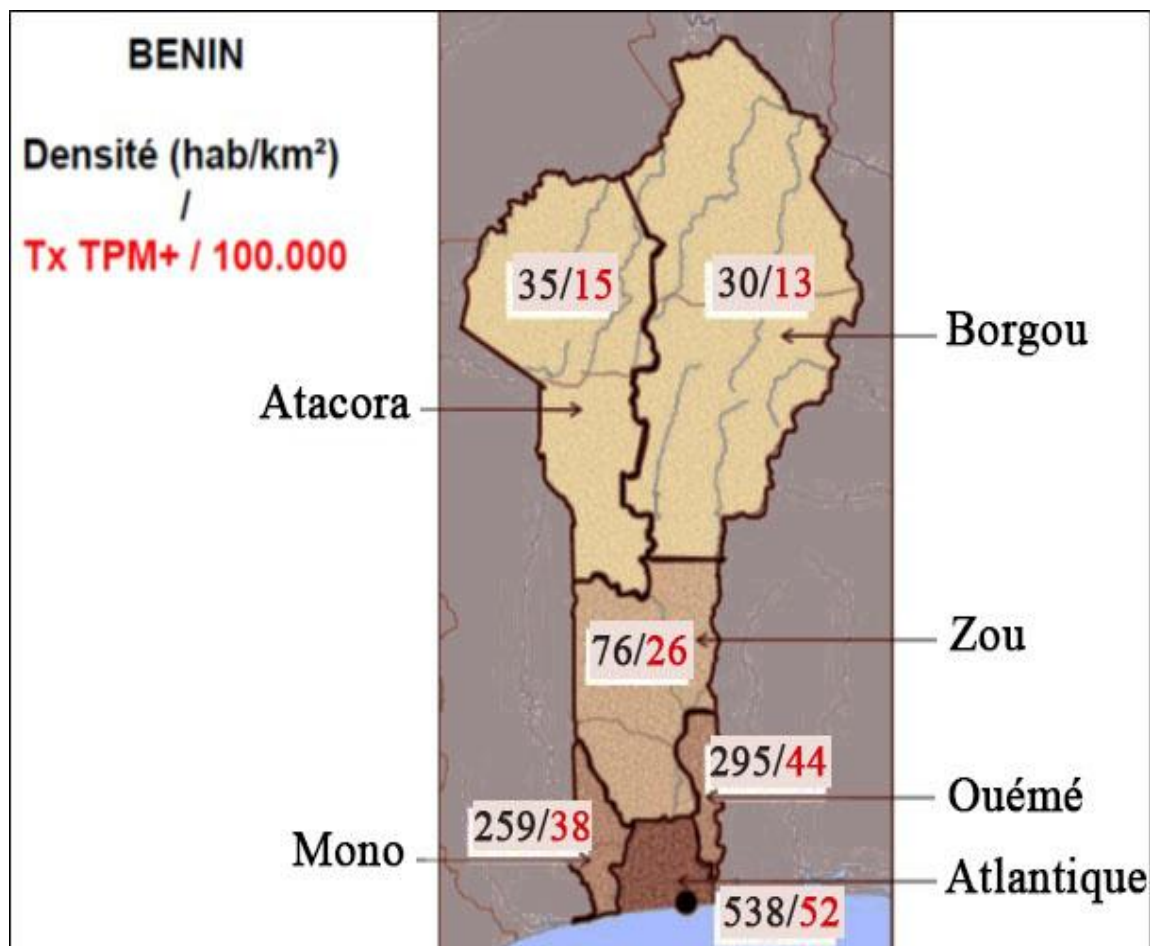 BENIN
Densité (hab/km²)
/
Tx TPM+ / 100.000
35/15
30/13
Borgou
Atacora
76/26
Zou
295/44
Ouémé
259/38
Mono
Atlantique
538/52